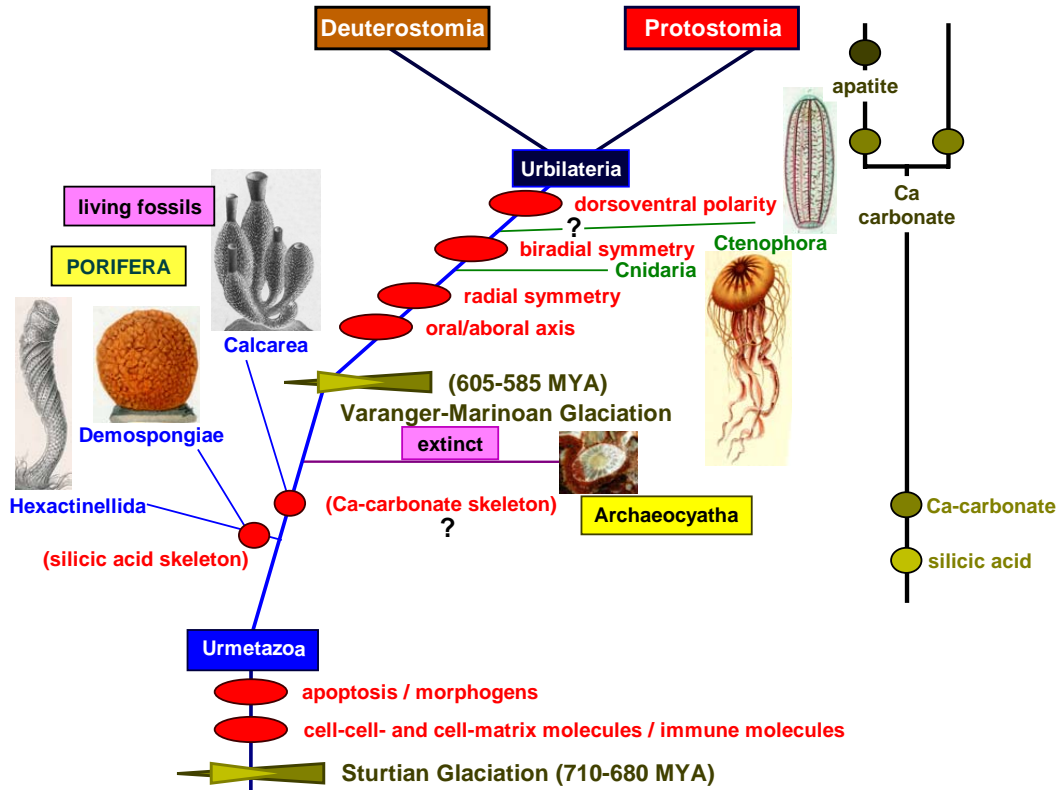 Deuterostomia
Protostomia
apatite
Urbilateria
living fossils
dorsoventral polarity
Ca
carbonate
?
biradial symmetry
Ctenophora
PORIFERA
Cnidaria
radial symmetry
oral/aboral axis
Calcarea
(605-585 MYA)
Varanger-Marinoan Glaciation
Demospongiae
extinct
Hexactinellida
(Ca-carbonate skeleton)
?
Archaeocyatha
Ca-carbonate
(silicic acid skeleton)
silicic acid
Urmetazoa
apoptosis / morphogens
cell-cell- and cell-matrix molecules / immune molecules
Sturtian Glaciation (710-680 MYA)